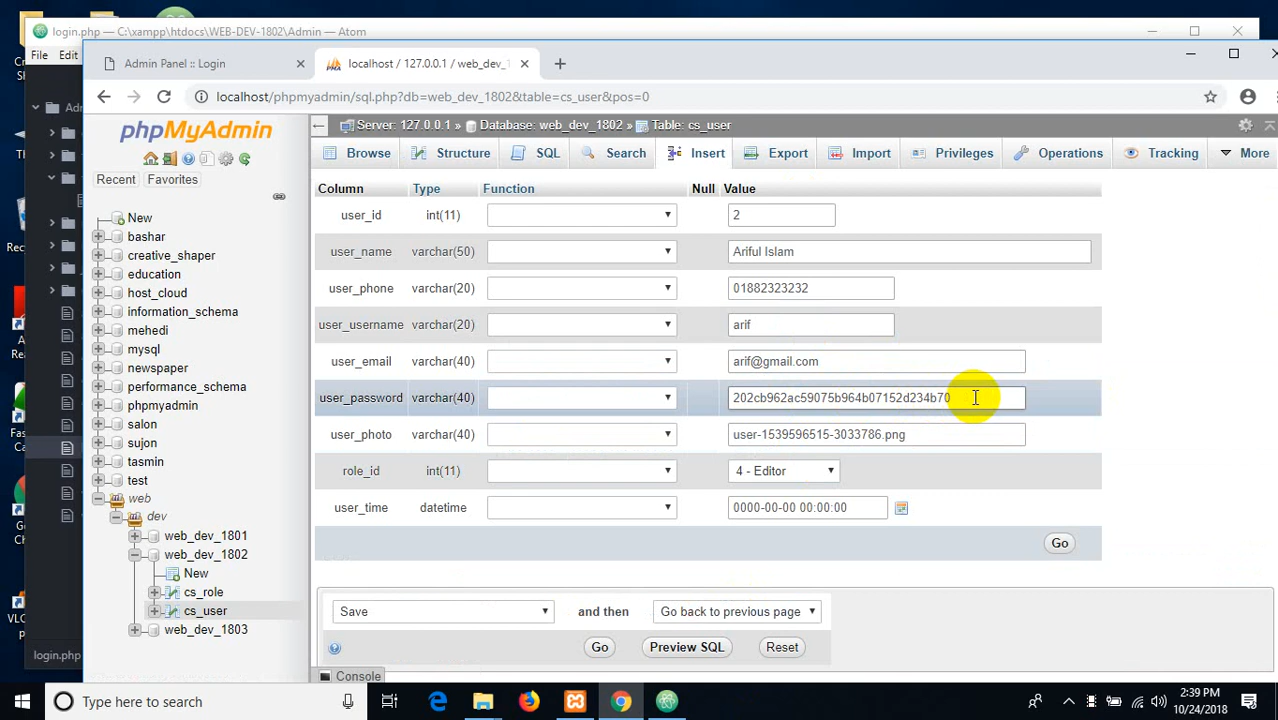 login.php — C:\xampp\htdocs\WEB-DEV-1802\Admin — Atom
File Edit
Admin Panel :: Login
localhost / 127.0.0.1 / web_dev_1
localhost/phpmyadmin/sql.php?db=web_dev_1802&table=cs_user&pos=0
phpMyAdmin
Recent Favorites
New
bashar
creative_shaper
education
host_cloud
information_schema
mehedi
mysql
newspaper
performance_schema
phpmyadmin
salon
sujon
tasmin
test
web
dev
web_dev_1801
web_dev_1802
New
cs_role
cs_user
web_dev_1803
Server: 127.0.0.1 » Database: web_dev_1802 » Table: cs_user
Browse Structure SQL Search Insert Export Import Privileges Operations Tracking More
Column Type Function Null Value
user_id int(11) 2
user_name varchar(50) Ariful Islam
user_phone varchar(20) 01882323232
user_username varchar(20) arif
user_email varchar(40) arif@gmail.com
user_password varchar(40) 202cb962ac59075b964b07152d234b70
user_photo varchar(40) user-1539596515-3033786.png
role_id int(11) 4 - Editor
user_time datetime 0000-00-00 00:00:00
Go
Save and then Go back to previous page
Go Preview SQL Reset
Console
login.php
Type here to search
2:39 PM
10/24/2018